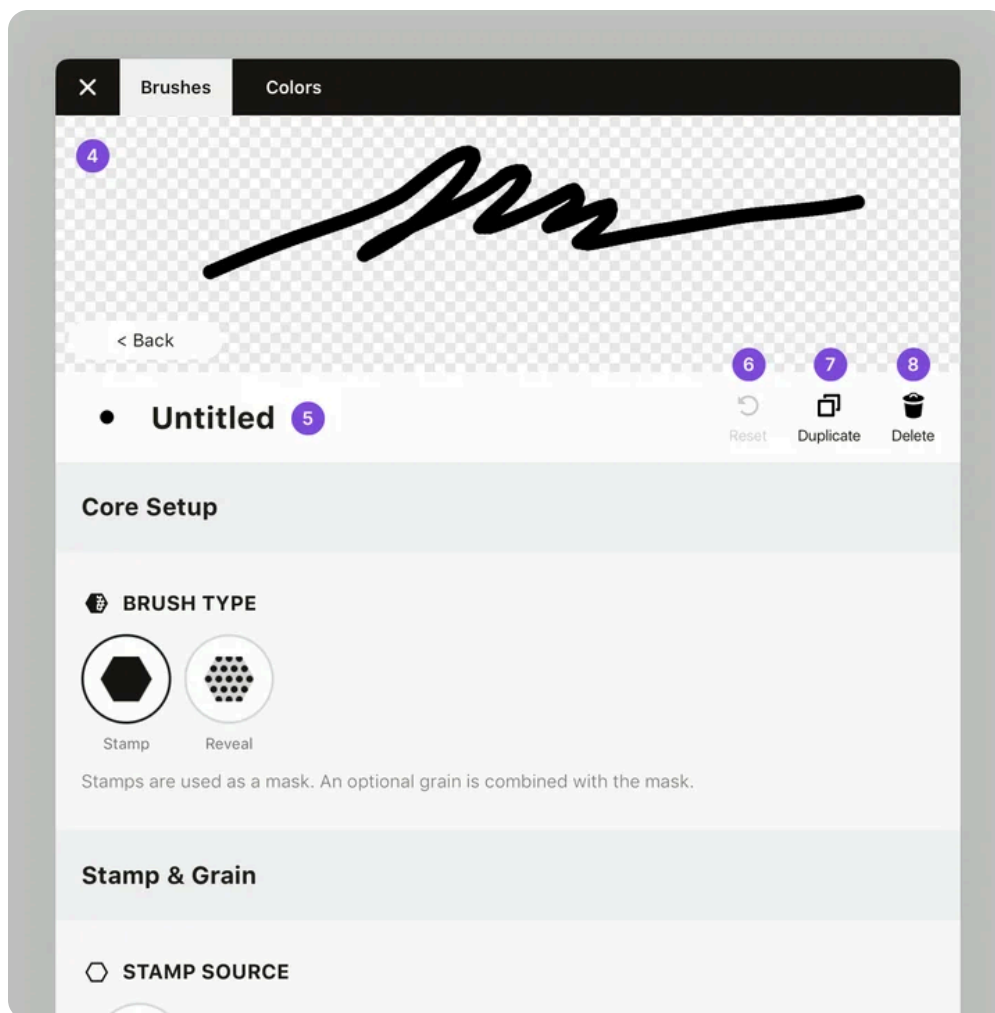 Brushes Colors
4
< Back
6 7 8
Untitled 5
Reset Duplicate Delete
Core Setup
BRUSH TYPE
Stamp Reveal
Stamps are used as a mask. An optional grain is combined with the mask.
Stamp & Grain
STAMP SOURCE